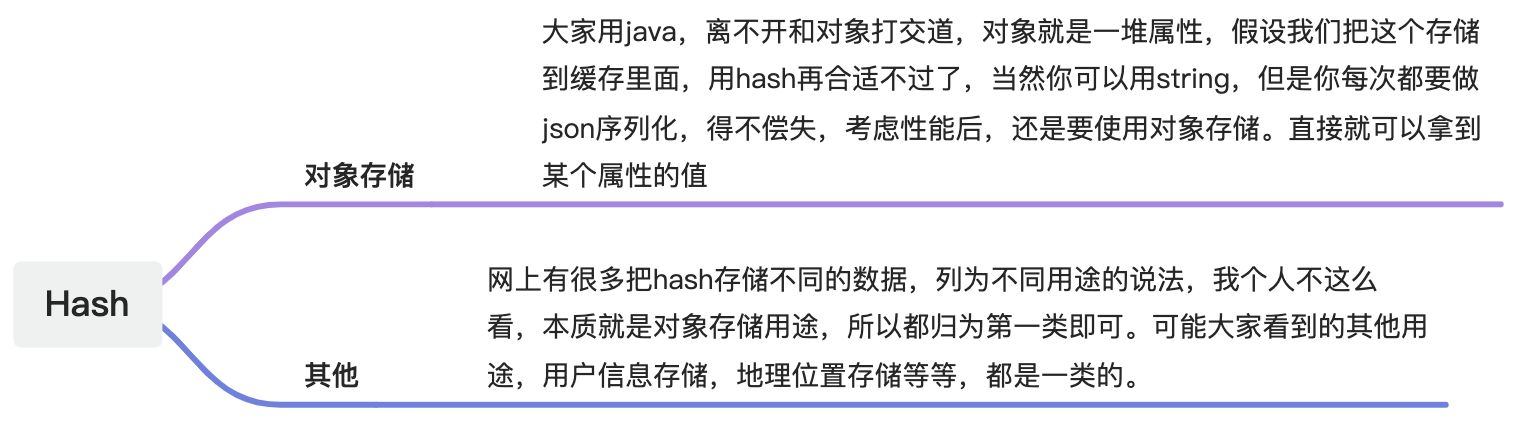 大家用java，离不开和对象打交道，对象就是一堆属性，假设我们把这个存储
到缓存里面，用hash再合适不过了，当然你可以用string，但是你每次都要做
json序列化，得不偿失，考虑性能后，还是要使用对象存储。直接就可以拿到
对象存储
某个属性的值
Hash
网上有很多把hash存储不同的数据，列为不同用途的说法，我个人不这么
看，本质就是对象存储用途，所以都归为第一类即可。可能大家看到的其他用
其他
途，用户信息存储，地理位置存储等等，都是一类的。